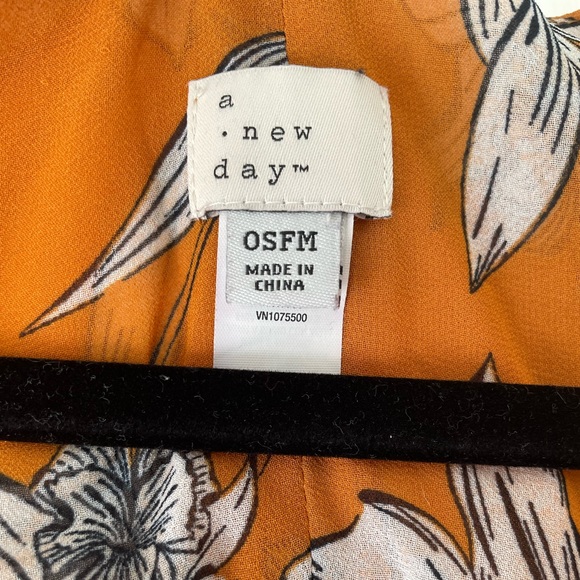 a
· new
day™
OSFM
MADE IN
CHINA
VN1075500